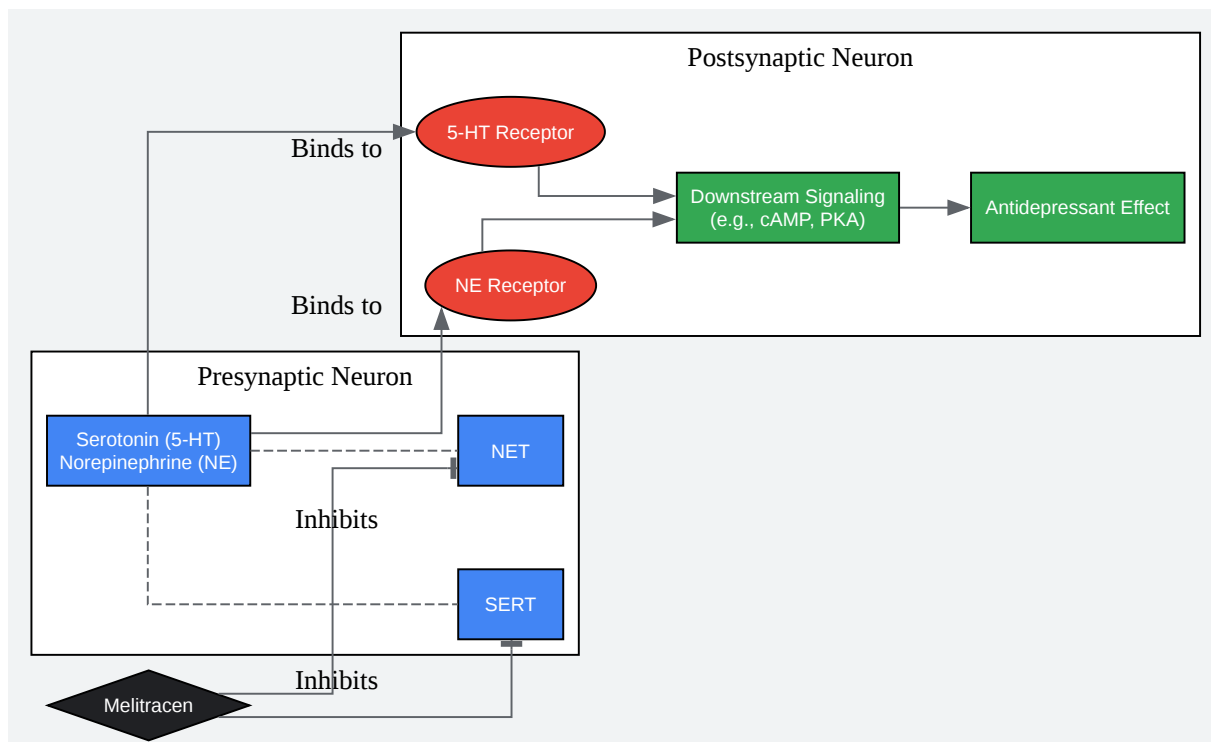 Postsynaptic Neuron
5-HT Receptor
Binds to
Downstream Signaling
(e.g., cAMP, PKA)
Antidepressant Effect
NE Receptor
Binds to
Presynaptic Neuron
Serotonin (5-HT)
Norepinephrine (NE)
NET
Inhibits
SERT
Inhibits
Melitracen